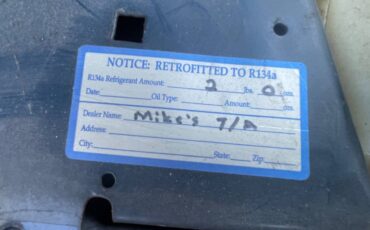 NOTICE: RETROFITTED TO R134a
R134a Refrigerant Amount: 2 lbs. 0 ozs.
Date: Oil Type: Amount: ozs.
Dealer Name: Mike's T/A
Address:
City: State: Zip: